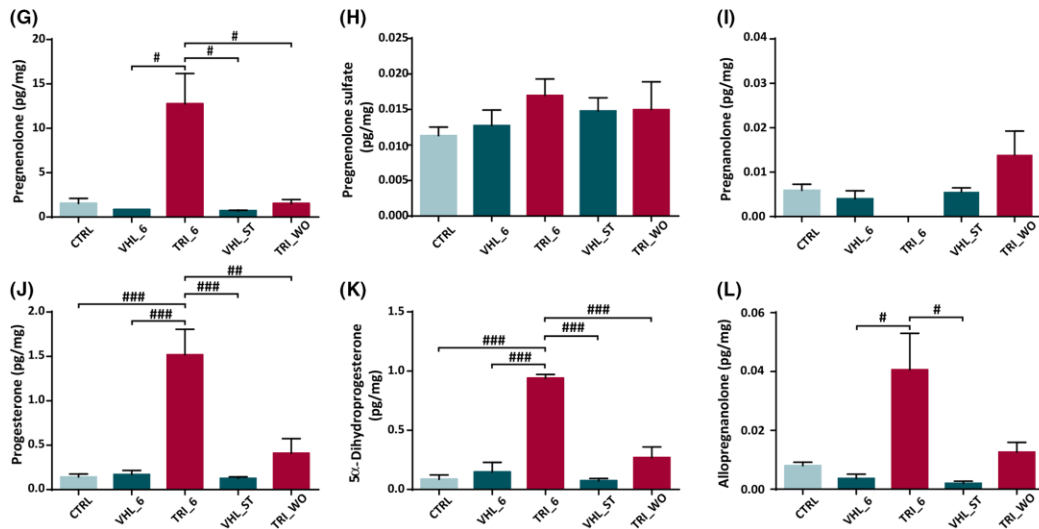 (G)
Pregnenolone (pg/mg)
20
15
10
5
0
#
#
#
CTRL
VHL_6
TRI_6
VHL_ST
TRI_WO
(H)
Pregnenolone sulfate
(pg/mg)
0.025
0.020
0.015
0.010
0.005
0.000
CTRL
VHL_6
TRI_6
VHL_ST
TRI_WO
(I)
Pregnanolone (pg/mg)
0.04
0.03
0.02
0.01
0.00
CTRL
VHL_6
TRI_6
VHL_ST
TRI_WO
(J)
Progesterone (pg/mg)
2.0
1.5
1.0
0.5
0.0
##
###
###
###
CTRL
VHL_6
TRI_6
VHL_ST
TRI_WO
(K)
5α- Dihydroprogesterone
(pg/mg)
1.5
1.0
0.5
0.0
###
###
###
###
CTRL
VHL_6
TRI_6
VHL_ST
TRI_WO
(L)
Allopregnanolone (pg/mg)
0.06
0.04
0.02
0.00
#
#
CTRL
VHL_6
TRI_6
VHL_ST
TRI_WO